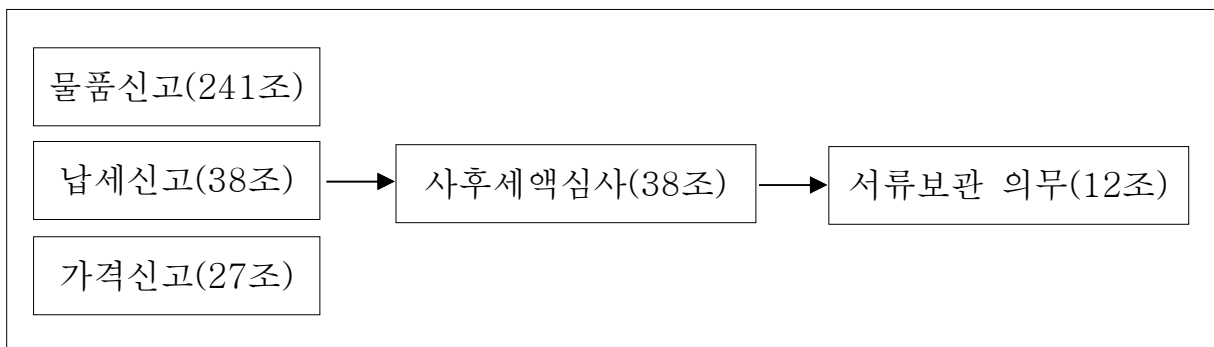 물품신고(241조)
납세신고(38조)
가격신고(27조)
사후세액심사(38조)
서류보관 의무(12조)